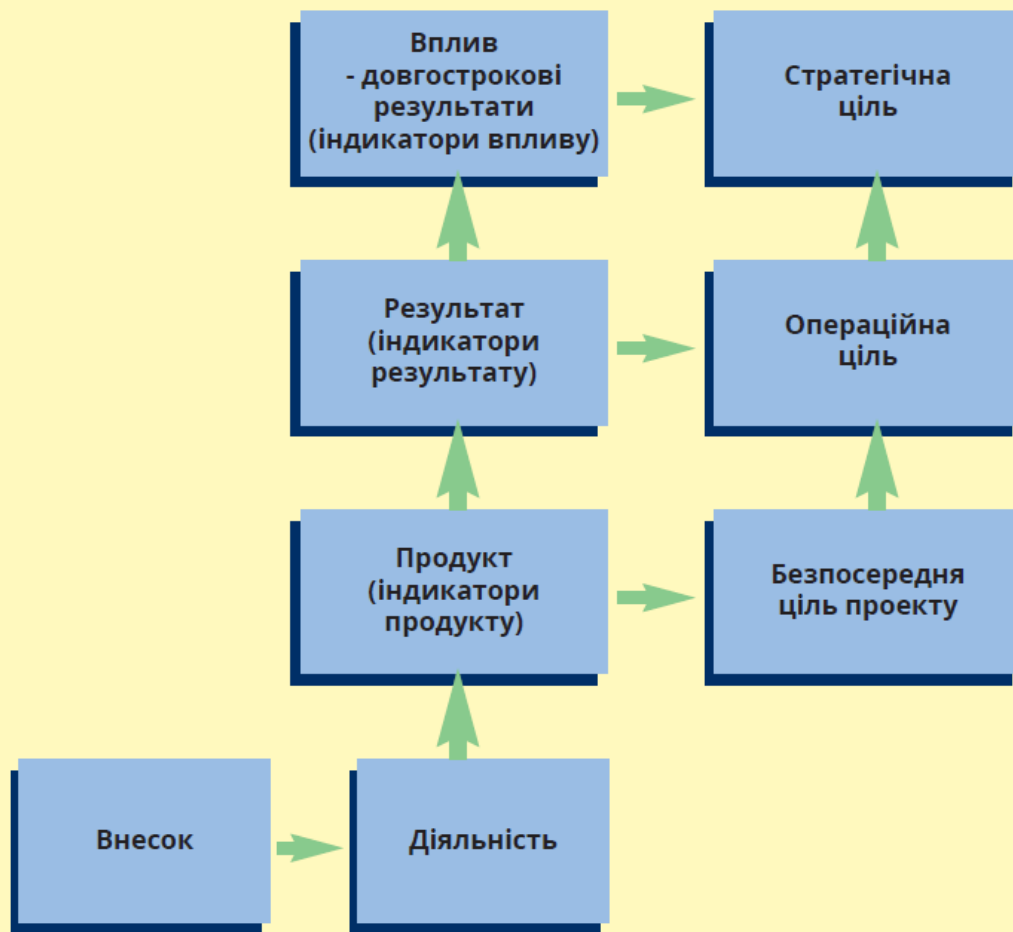 Вплив
- довгострокові
результати
(індикатори впливу)
Стратегічна
ціль
Результат
(індикатори
результату)
Операційна
ціль
Продукт
(індикатори
продукту)
Безпосередня
ціль проекту
Внесок
Діяльність